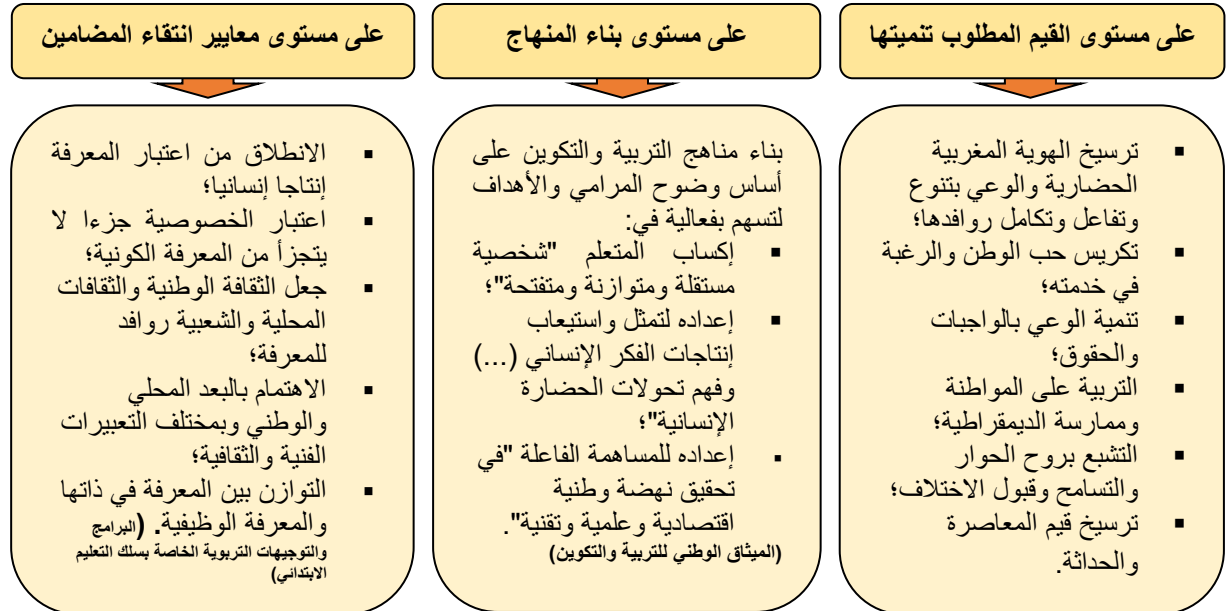 على مستوى القيم المطلوب تنميتها
ترسيخ الهوية المغربية
الحضارية والوعي بتنوع
وتفاعل وتكامل روافدها؛
تكريس حب الوطن والرغبة
في خدمته؛
تنمية الوعي بالواجبات
والحقوق؛
التربية على المواطنة
وممارسة الديمقراطية؛
التشبع بروح الحوار
والتسامح وقبول الاختلاف؛
ترسيخ قيم المعاصرة
والحداثة.
على مستوى بناء المنهاج
بناء مناهج التربية والتكوين على
أساس وضوح المرامي والأهداف
لتسهم بفعالية في:
إكساب المتعلم "شخصية
مستقلة ومتوازنة ومتفتحة"؛
إعداده لتمثل واستيعاب
إنتاجات الفكر الإنساني (...)
وفهم تحولات الحضارة
الإنسانية"؛
إعداده للمساهمة الفاعلة "في
تحقيق نهضة وطنية
اقتصادية وعلمية وتقنية".
(الميثاق الوطني للتربية والتكوين)
على مستوى معايير انتقاء المضامين
الانطلاق من اعتبار المعرفة
إنتاجا إنسانيا؛
اعتبار الخصوصية جزءا لا
يتجزأ من المعرفة الكونية؛
جعل الثقافة الوطنية والثقافات
المحلية والشعبية روافد
للمعرفة؛
الاهتمام بالبعد المحلي
والوطني وبمختلف التعبيرات
الفنية والثقافية؛
التوازن بين المعرفة في ذاتها
والمعرفة الوظيفية. (البرامج
والتوجيهات التربوية الخاصة بسلك التعليم
الابتدائي)